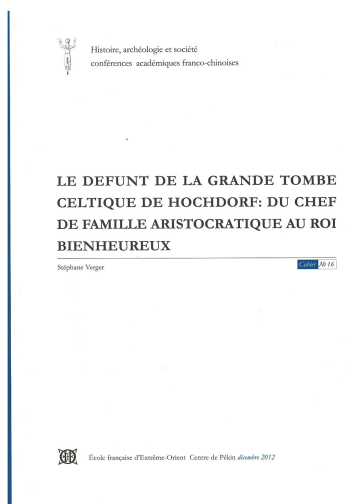 Histoire, archéologie et société
conférences académiques franco-chinoises
LE DEFUNT DE LA GRANDE TOMBE
CELTIQUE DE HOCHDORF: DU CHEF
DE FAMILLE ARISTOCRATIQUE AU ROI
BIENHEUREUX
Stéphane Verger
Cahier № 16
École française d'Extrême-Orient Centre de Pékin décembre 2012